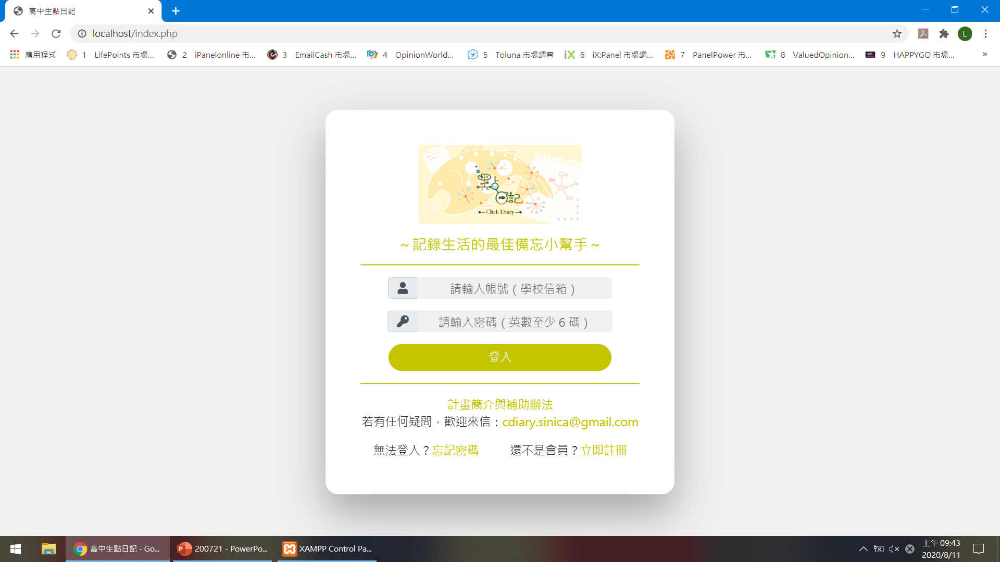 高中生點日記
localhost/index.php
L
應用程式 1 LifePoints 市場... 2 iPanelonline 市... 3 EmailCash 市場... 4 OpinionWorld... 5 Toluna 市場調查 6 iX:Panel 市場調... 7 PanelPower 市... 8 ValuedOpinion... 9 HAPPYGO 市場... »
點日記
Click Diary
~ 記錄生活的最佳備忘小幫手 ~
請輸入帳號 ( 學校信箱 )
請輸入密碼 ( 英數至少 6 碼 )
登入
計畫簡介與補助辦法
若有任何疑問，歡迎來信：cdiary.sinica@gmail.com
無法登入？忘記密碼 還不是會員？立即註冊
高中生點日記 - Go... 200721 - PowerPo... XAMPP Control Pa...
上午 09:43
2020/8/11